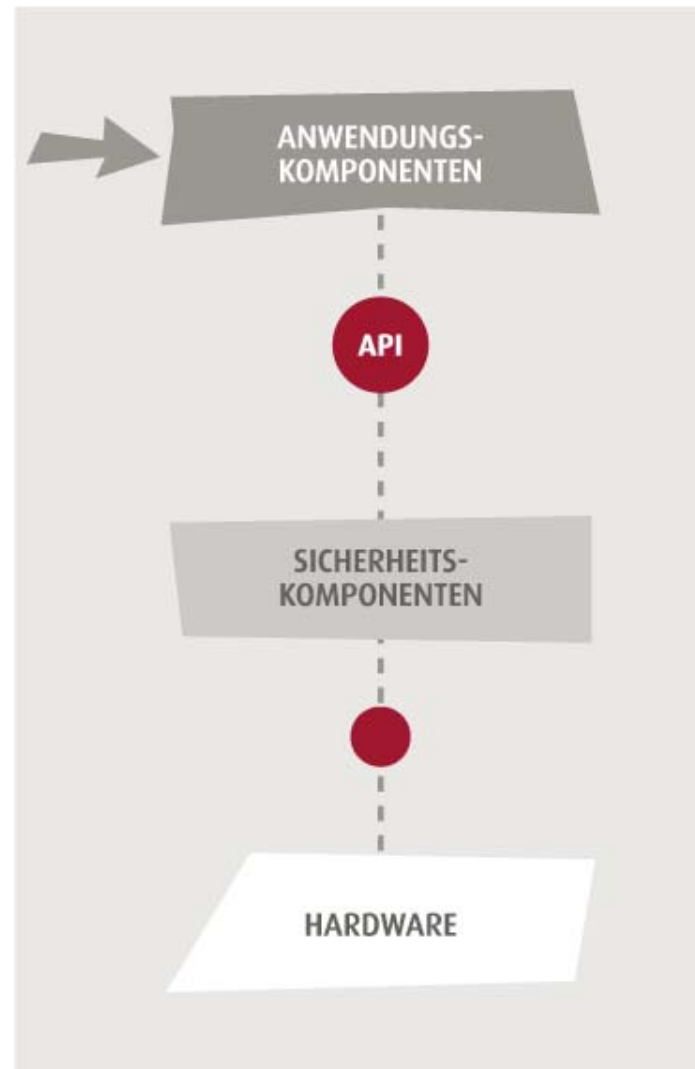 ANWENDUNGS-
KOMPONENTEN
API
SICHERHEITS-
KOMPONENTEN
HARDWARE